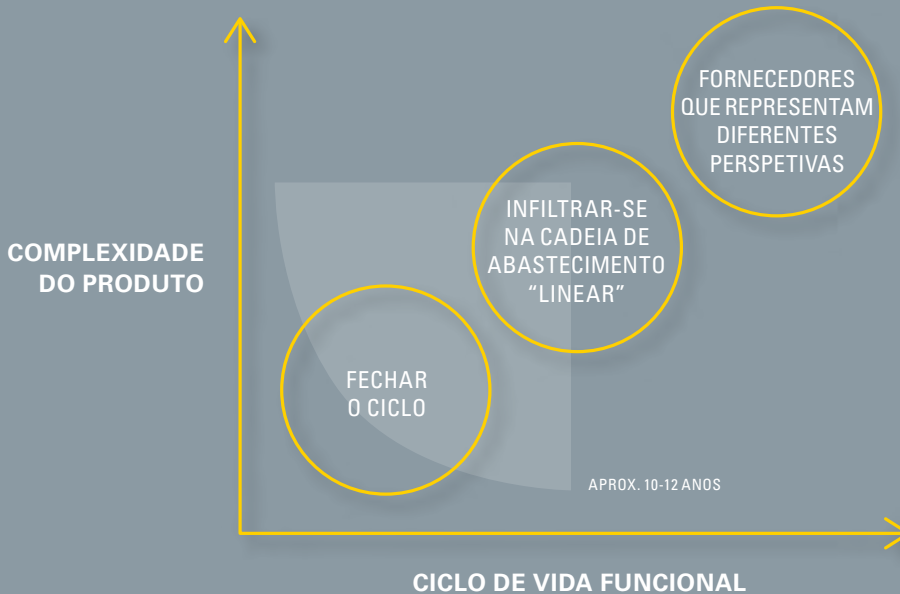 FORNECEDORES
QUE REPRESENTAM
DIFERENTES
PERSPETIVAS
INFILTRAR-SE
NA CADEIA DE
ABASTECIMENTO
“LINEAR”
COMPLEXIDADE
DO PRODUTO
FECHAR
O CICLO
APROX. 10-12 ANOS
CICLO DE VIDA FUNCIONAL